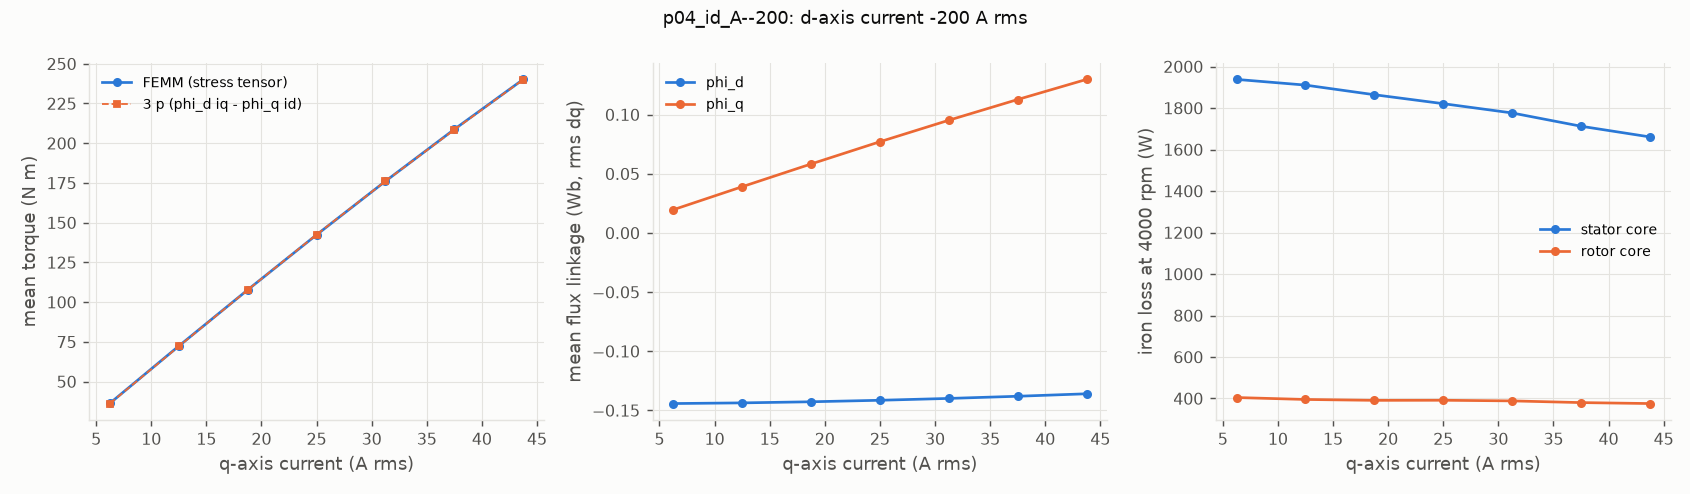 p04_id_A--200: d-axis current -200 A rms
mean torque (N m)
250
225
200
175
150
125
100
75
50
FEMM (stress tensor)
3 p (phi_d iq - phi_q id)
5 10 15 20 25 30 35 40 45
q-axis current (A rms)
mean flux linkage (Wb, rms dq)
0.10
0.05
0.00
−0.05
−0.10
−0.15
phi_d
phi_q
5 10 15 20 25 30 35 40 45
q-axis current (A rms)
iron loss at 4000 rpm (W)
2000
1800
1600
1400
1200
1000
800
600
400
stator core
rotor core
5 10 15 20 25 30 35 40 45
q-axis current (A rms)